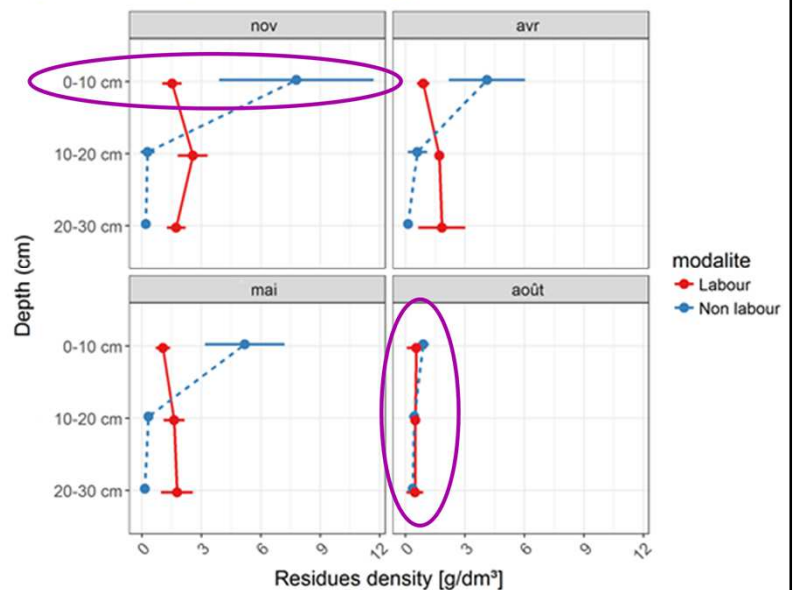 nov
avr
0-10 cm
10-20 cm
20-30 cm
mai
août
0-10 cm
10-20 cm
20-30 cm
Depth (cm)
0 3 6 9 12
0 3 6 9 12
Residues density [g/dm³]
modalite
Labour
Non labour